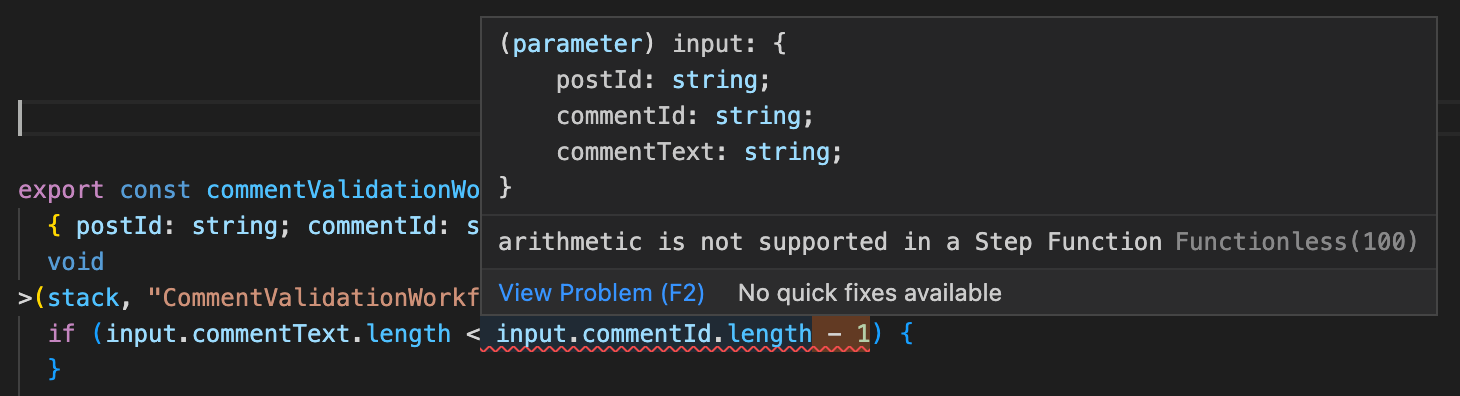 (parameter) input: {
postId: string;
commentId: string;
commentText: string;
}
arithmetic is not supported in a Step Function Functionless(100)
View Problem (F2) No quick fixes available
export const commentValidationWo
{ postId: string; commentId: s
void
>(stack, "CommentValidationWorkf
if (input.commentText.length < input.commentId.length - 1) {
}